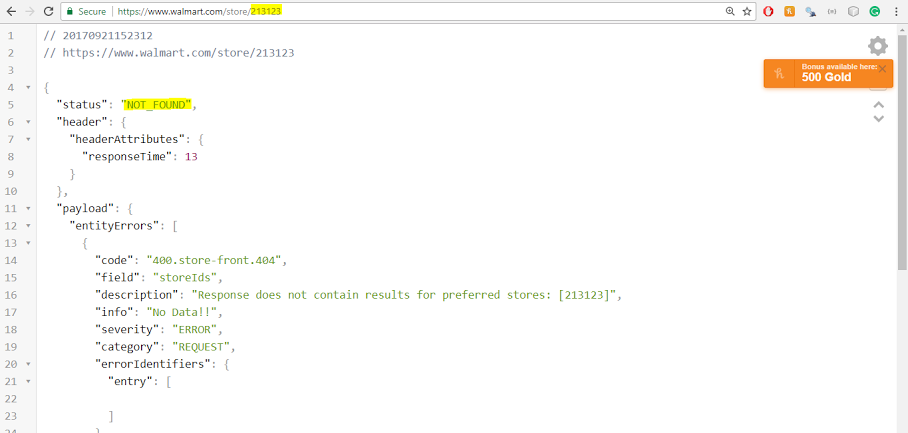 Secure | https://www.walmart.com/store/213123
1 // 20170921152312
2 // https://www.walmart.com/store/213123
3
4 {
5 "status": "NOT_FOUND",
6 "header": {
7 "headerAttributes": {
8 "responseTime": 13
9 }
10 },
11 "payload": {
12 "entityErrors": [
13 {
14 "code": "400.store-front.404",
15 "field": "storeIds",
16 "description": "Response does not contain results for preferred stores: [213123]",
17 "info": "No Data!!",
18 "severity": "ERROR",
19 "category": "REQUEST",
20 "errorIdentifiers": {
21 "entry": [
22
23 ]
24 }
Bonus available here:
500 Gold